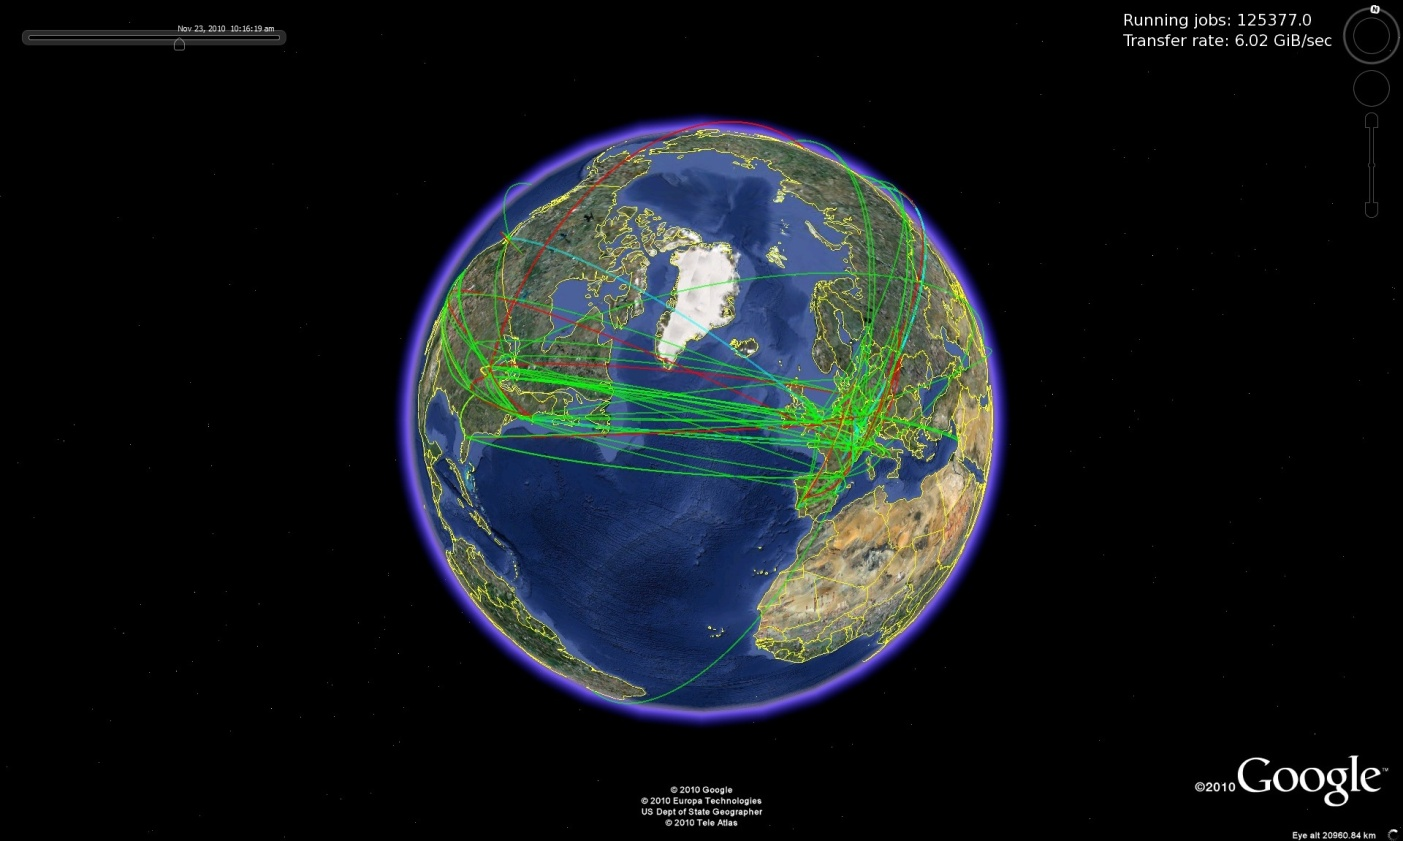 Nov 23, 2010 10:16:19 am
Running jobs: 125377.0
Transfer rate: 6.02 GiB/sec
N
©2010 Google™
© 2010 Google
© 2010 Europa Technologies
US Dept of State Geographer
© 2010 Tele Atlas
Eye alt 20960.84 km